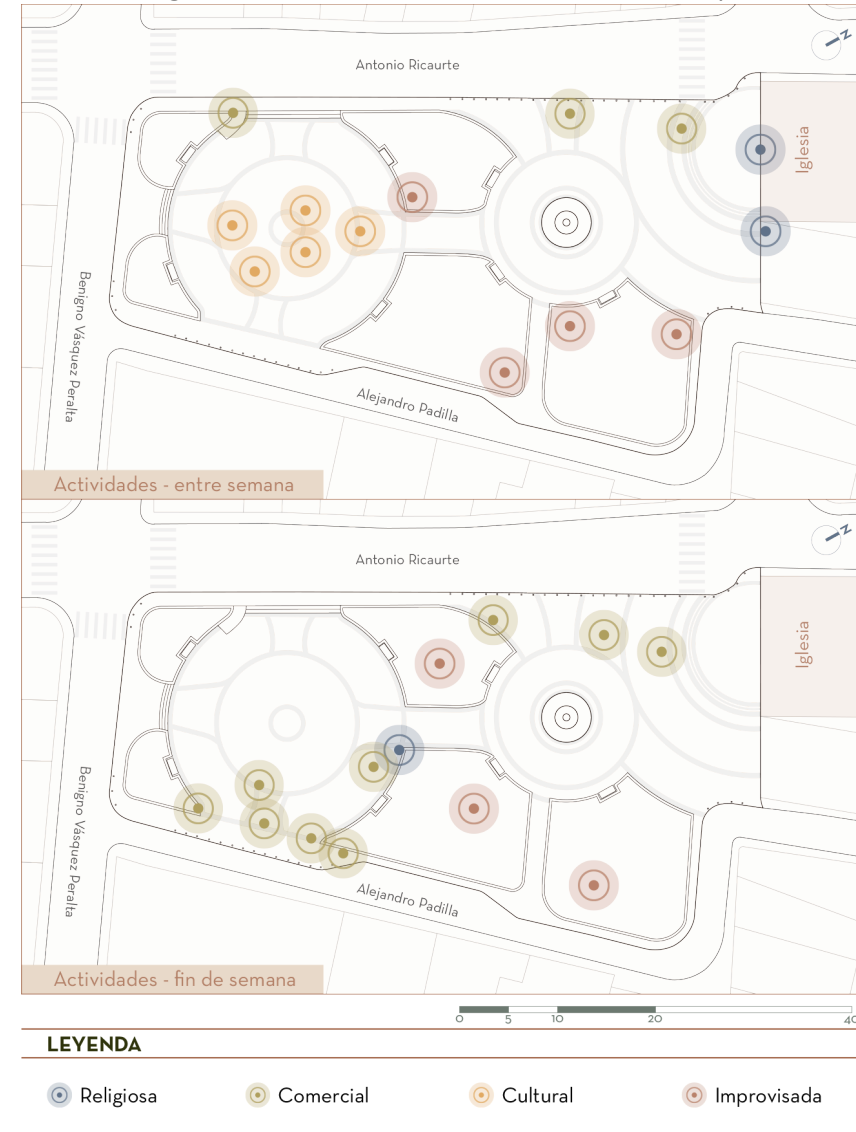 Antonio Ricaurte
N
Iglesia
Benigno Vásquez Peralta
Alejandro Padilla
Actividades - entre semana
Antonio Ricaurte
N
Iglesia
Benigno Vásquez Peralta
Alejandro Padilla
Actividades - fin de semana
0 5 10 20 40
LEYENDA
Religiosa Comercial Cultural Improvisada